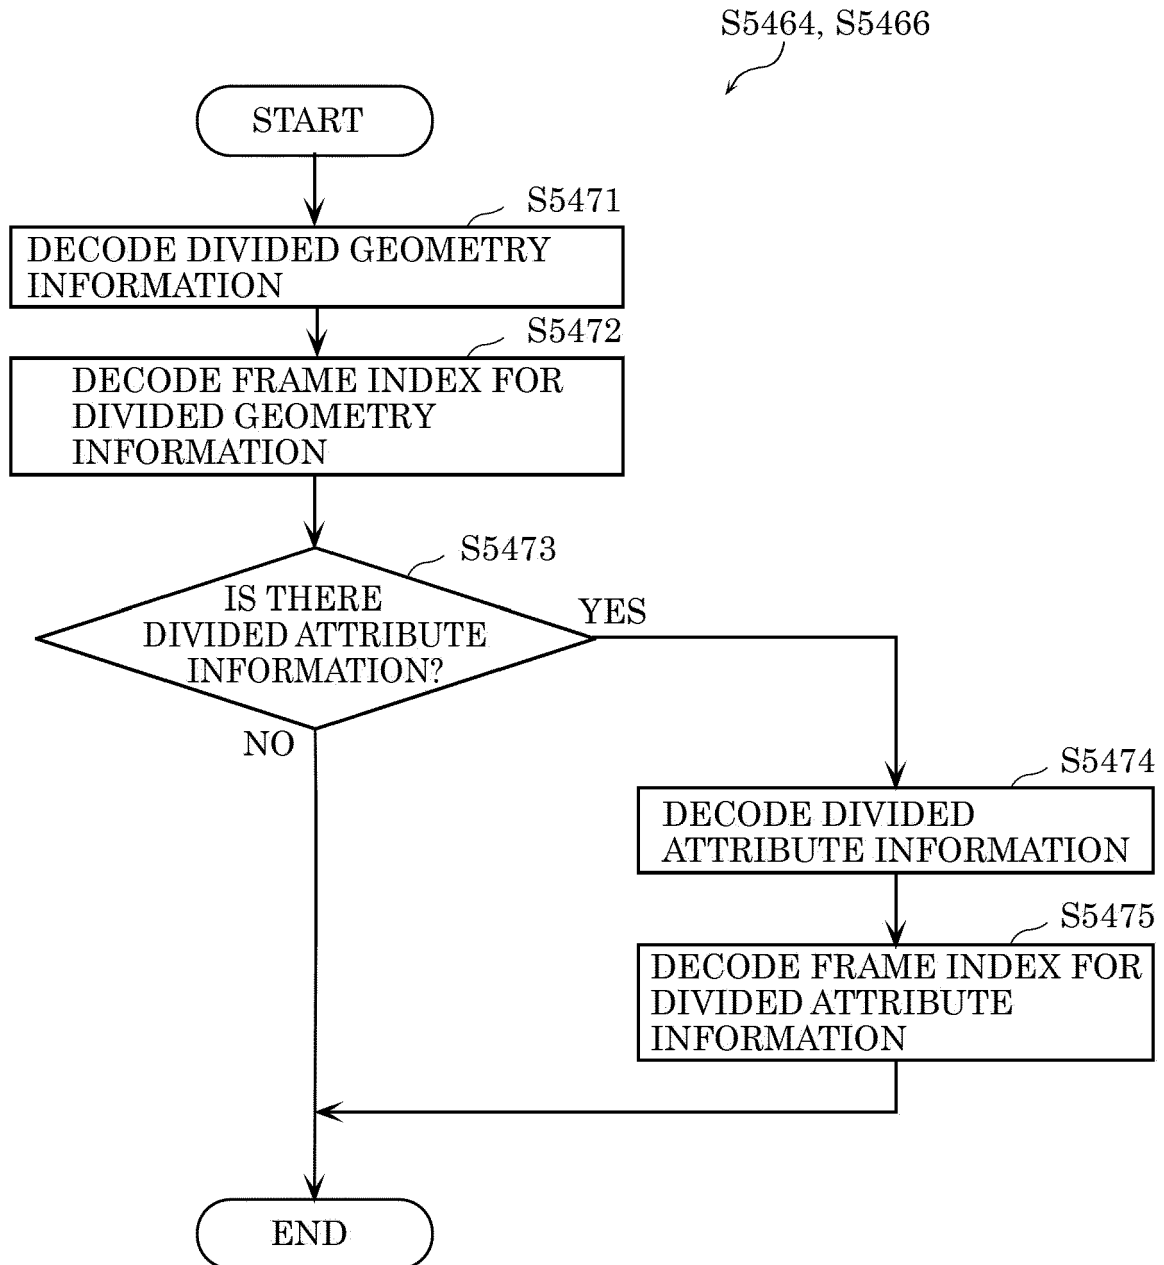 S5464, S5466
START
S5471
DECODE DIVIDED GEOMETRY
INFORMATION
S5472
DECODE FRAME INDEX FOR
DIVIDED GEOMETRY
INFORMATION
S5473
IS THERE
DIVIDED ATTRIBUTE
INFORMATION?
YES
NO
S5474
DECODE DIVIDED
ATTRIBUTE INFORMATION
S5475
DECODE FRAME INDEX FOR
DIVIDED ATTRIBUTE
INFORMATION
END